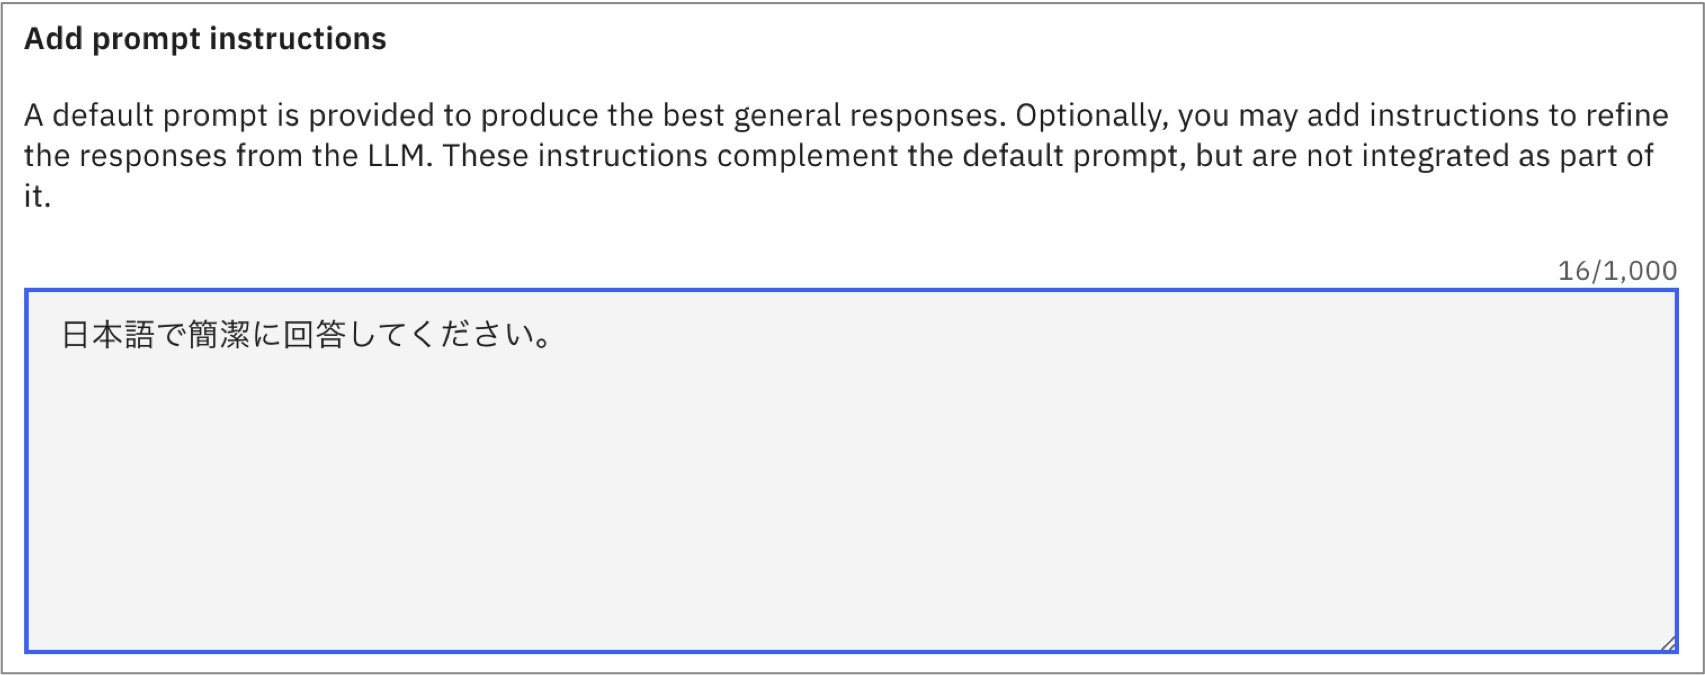 Add prompt instructions
A default prompt is provided to produce the best general responses. Optionally, you may add instructions to refine
the responses from the LLM. These instructions complement the default prompt, but are not integrated as part of
it.
16/1,000
日本語で簡潔に回答してください。